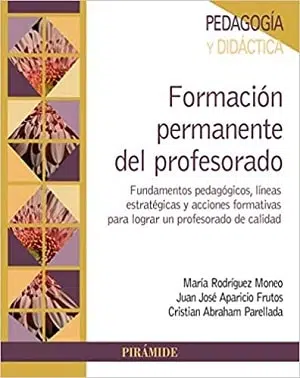 PEDAGOGÍA
Y DIDÁCTICA
Formación
permanente
del profesorado
Fundamentos pedagógicos, líneas
estratégicas y acciones formativas
para lograr un profesorado de calidad
María Rodríguez Moneo
Juan José Aparicio Frutos
Cristian Abraham Parellada
PIRÁMIDE